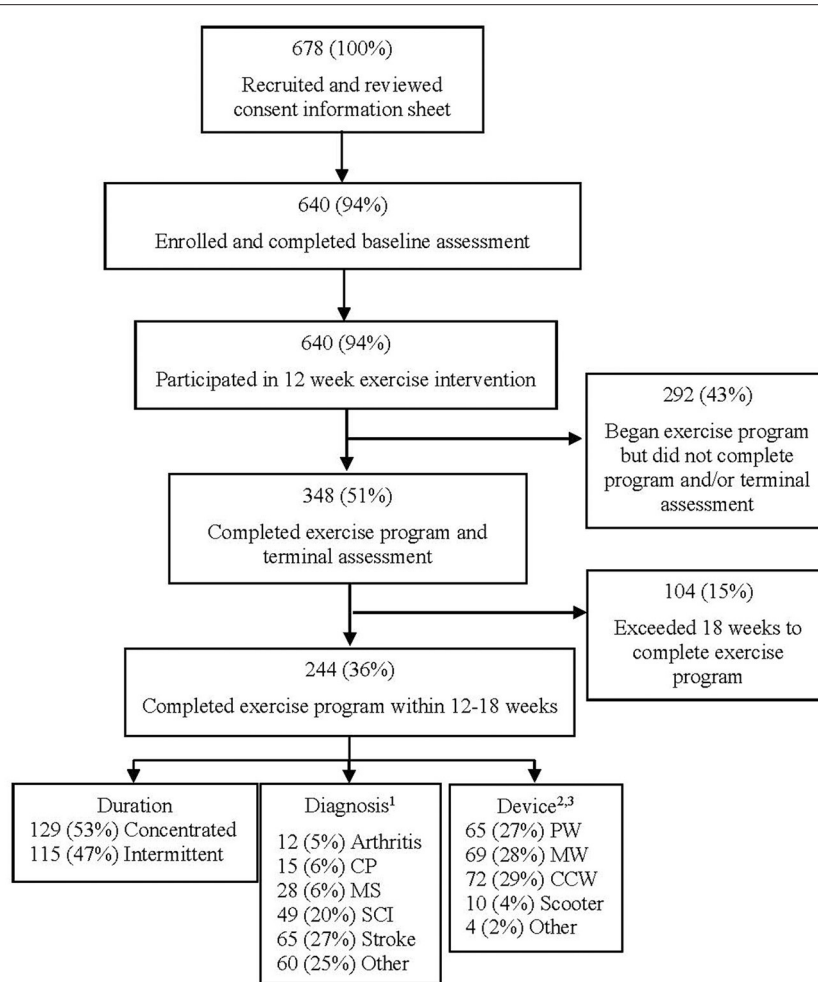 678 (100%)
Recruited and reviewed
consent information sheet
640 (94%)
Enrolled and completed baseline assessment
640 (94%)
Participated in 12 week exercise intervention
292 (43%)
Began exercise program
but did not complete
program and/or terminal
assessment
348 (51%)
Completed exercise program and
terminal assessment
104 (15%)
Exceeded 18 weeks to
complete exercise
program
244 (36%)
Completed exercise program within 12-18 weeks
Duration
129 (53%) Concentrated
115 (47%) Intermittent
Diagnosis¹
12 (5%) Arthritis
15 (6%) CP
28 (6%) MS
49 (20%) SCI
65 (27%) Stroke
60 (25%) Other
Device²,³
65 (27%) PW
69 (28%) MW
72 (29%) CCW
10 (4%) Scooter
4 (2%) Other